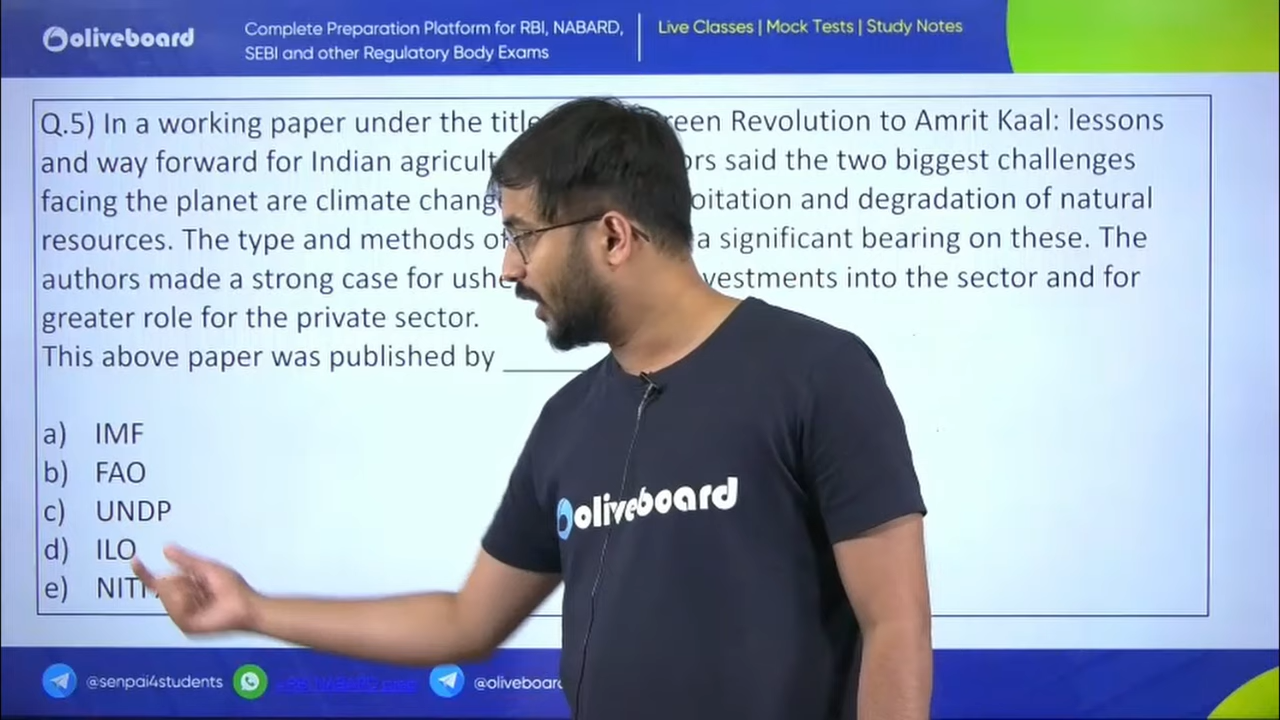 oliveboard
Complete Preparation Platform for RBI, NABARD,
SEBI and other Regulatory Body Exams
Live Classes | Mock Tests | Study Notes
Q.5) In a working paper under the title reen Revolution to Amrit Kaal: lessons
and way forward for Indian agricult ors said the two biggest challenges
facing the planet are climate chang oitation and degradation of natural
resources. The type and methods of a significant bearing on these. The
authors made a strong case for ushe vestments into the sector and for
greater role for the private sector.
This above paper was published by ______
a) IMF
b) FAO
c) UNDP
d) ILO
e) NITI
oliveboard
@senpai4students
@oliveboard